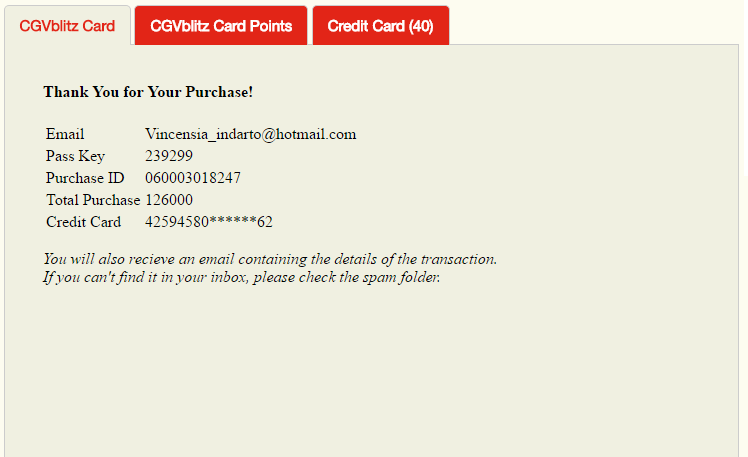 CGVblitz Card CGVblitz Card Points Credit Card (40)
Thank You for Your Purchase!
Email Vincensia_indarto@hotmail.com
Pass Key 239299
Purchase ID 060003018247
Total Purchase 126000
Credit Card 42594580******62
You will also recieve an email containing the details of the transaction.
If you can't find it in your inbox, please check the spam folder.